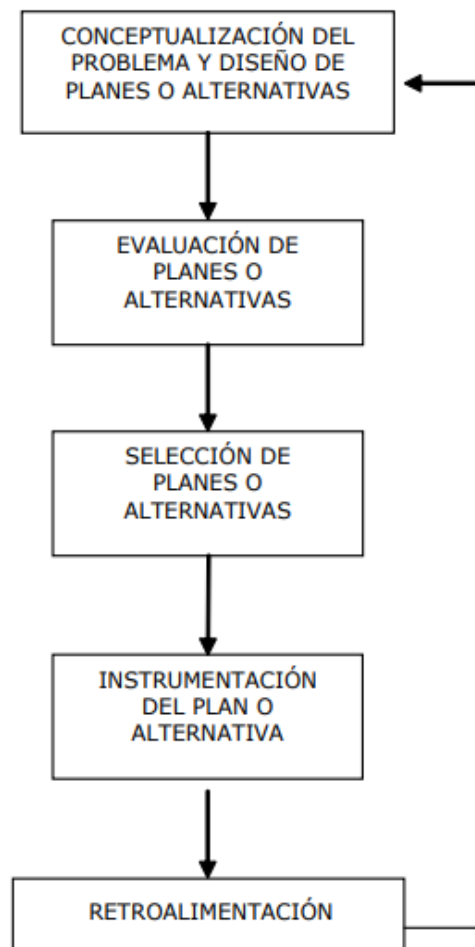 CONCEPTUALIZACIÓN DEL
PROBLEMA Y DISEÑO DE
PLANES O ALTERNATIVAS
EVALUACIÓN DE
PLANES O
ALTERNATIVAS
SELECCIÓN DE
PLANES O
ALTERNATIVAS
INSTRUMENTACIÓN
DEL PLAN O
ALTERNATIVA
RETROALIMENTACIÓN